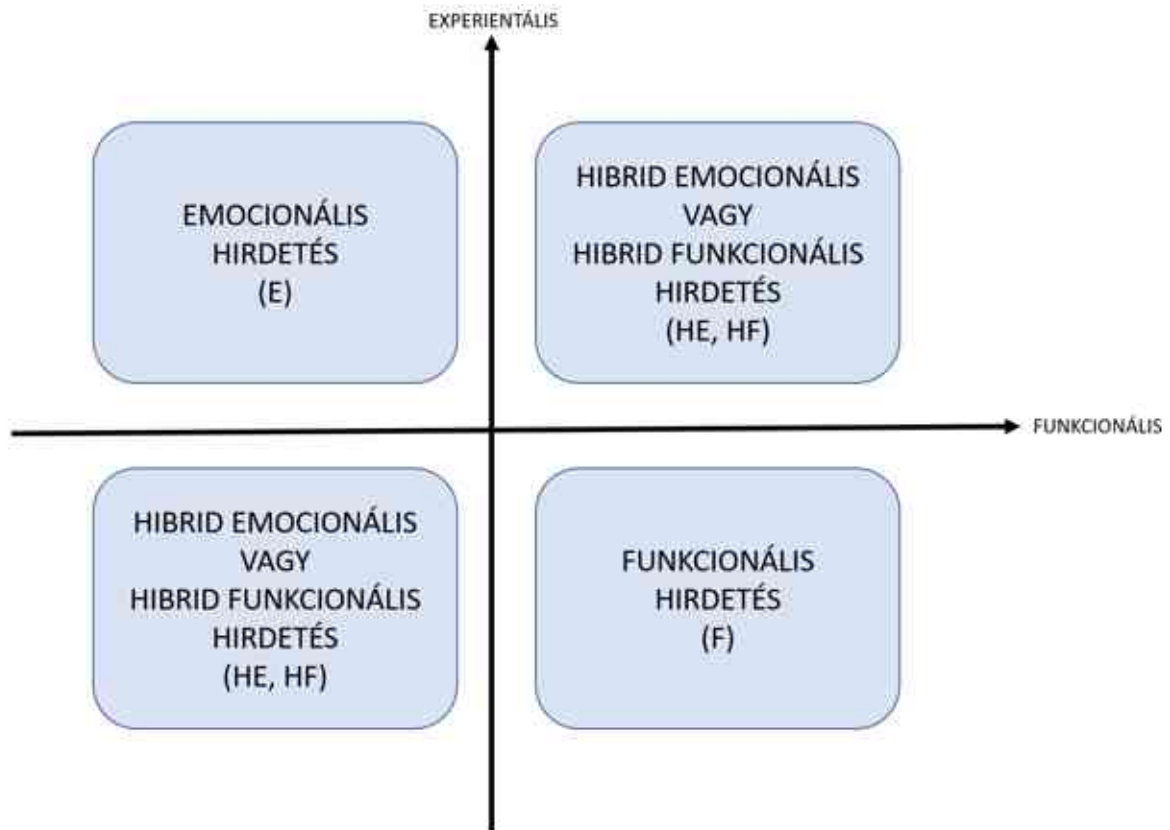 EXPERIENTÁLIS
EMOCIONÁLIS
HIRDETÉS
(E)
HIBRID EMOCIONÁLIS
VAGY
HIBRID FUNKCIONÁLIS
HIRDETÉS
(HE, HF)
FUNKCIONÁLIS
HIBRID EMOCIONÁLIS
VAGY
HIBRID FUNKCIONÁLIS
HIRDETÉS
(HE, HF)
FUNKCIONÁLIS
HIRDETÉS
(F)